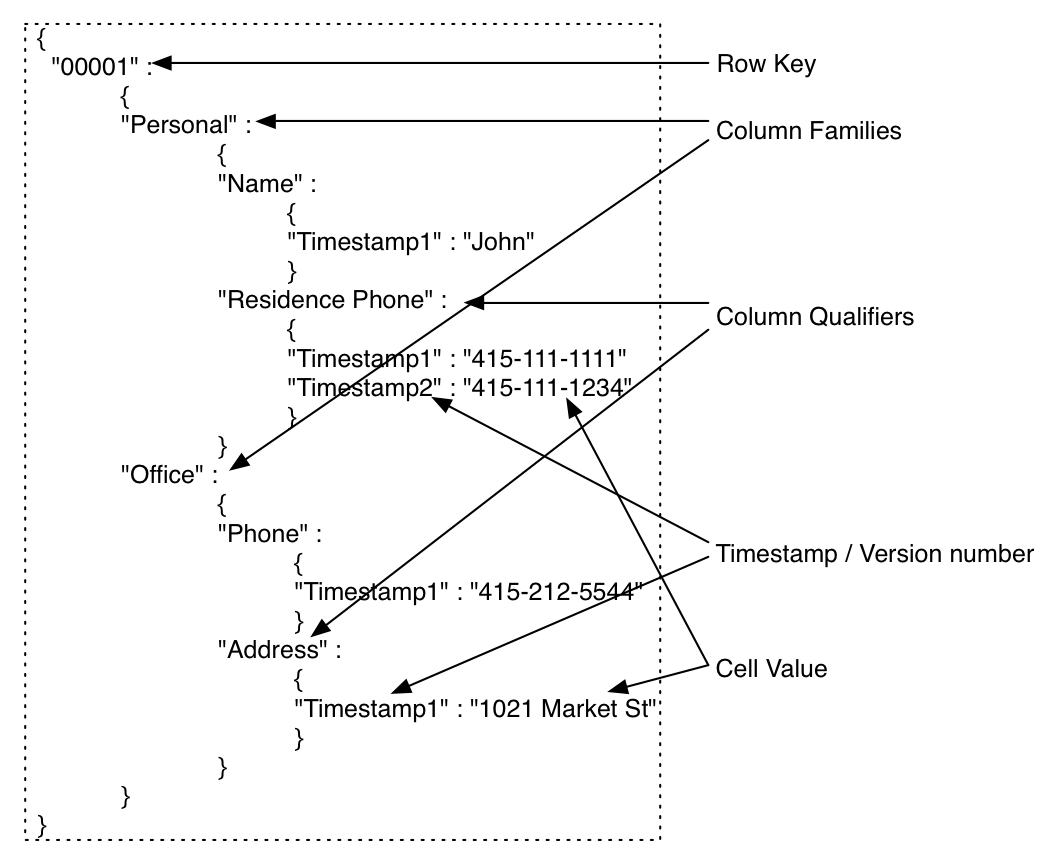 {
"00001" :
Row Key
{
"Personal" :
Column Families
{
"Name" :
{
"Timestamp1" : "John"
}
"Residence Phone" :
Column Qualifiers
{
"Timestamp1" : "415-111-1111"
"Timestamp2" : "415-111-1234"
}
}
"Office" :
{
"Phone" :
Timestamp / Version number
{
"Timestamp1" : "415-212-5544"
}
"Address" :
Cell Value
{
"Timestamp1" : "1021 Market St"
}
}
}
}